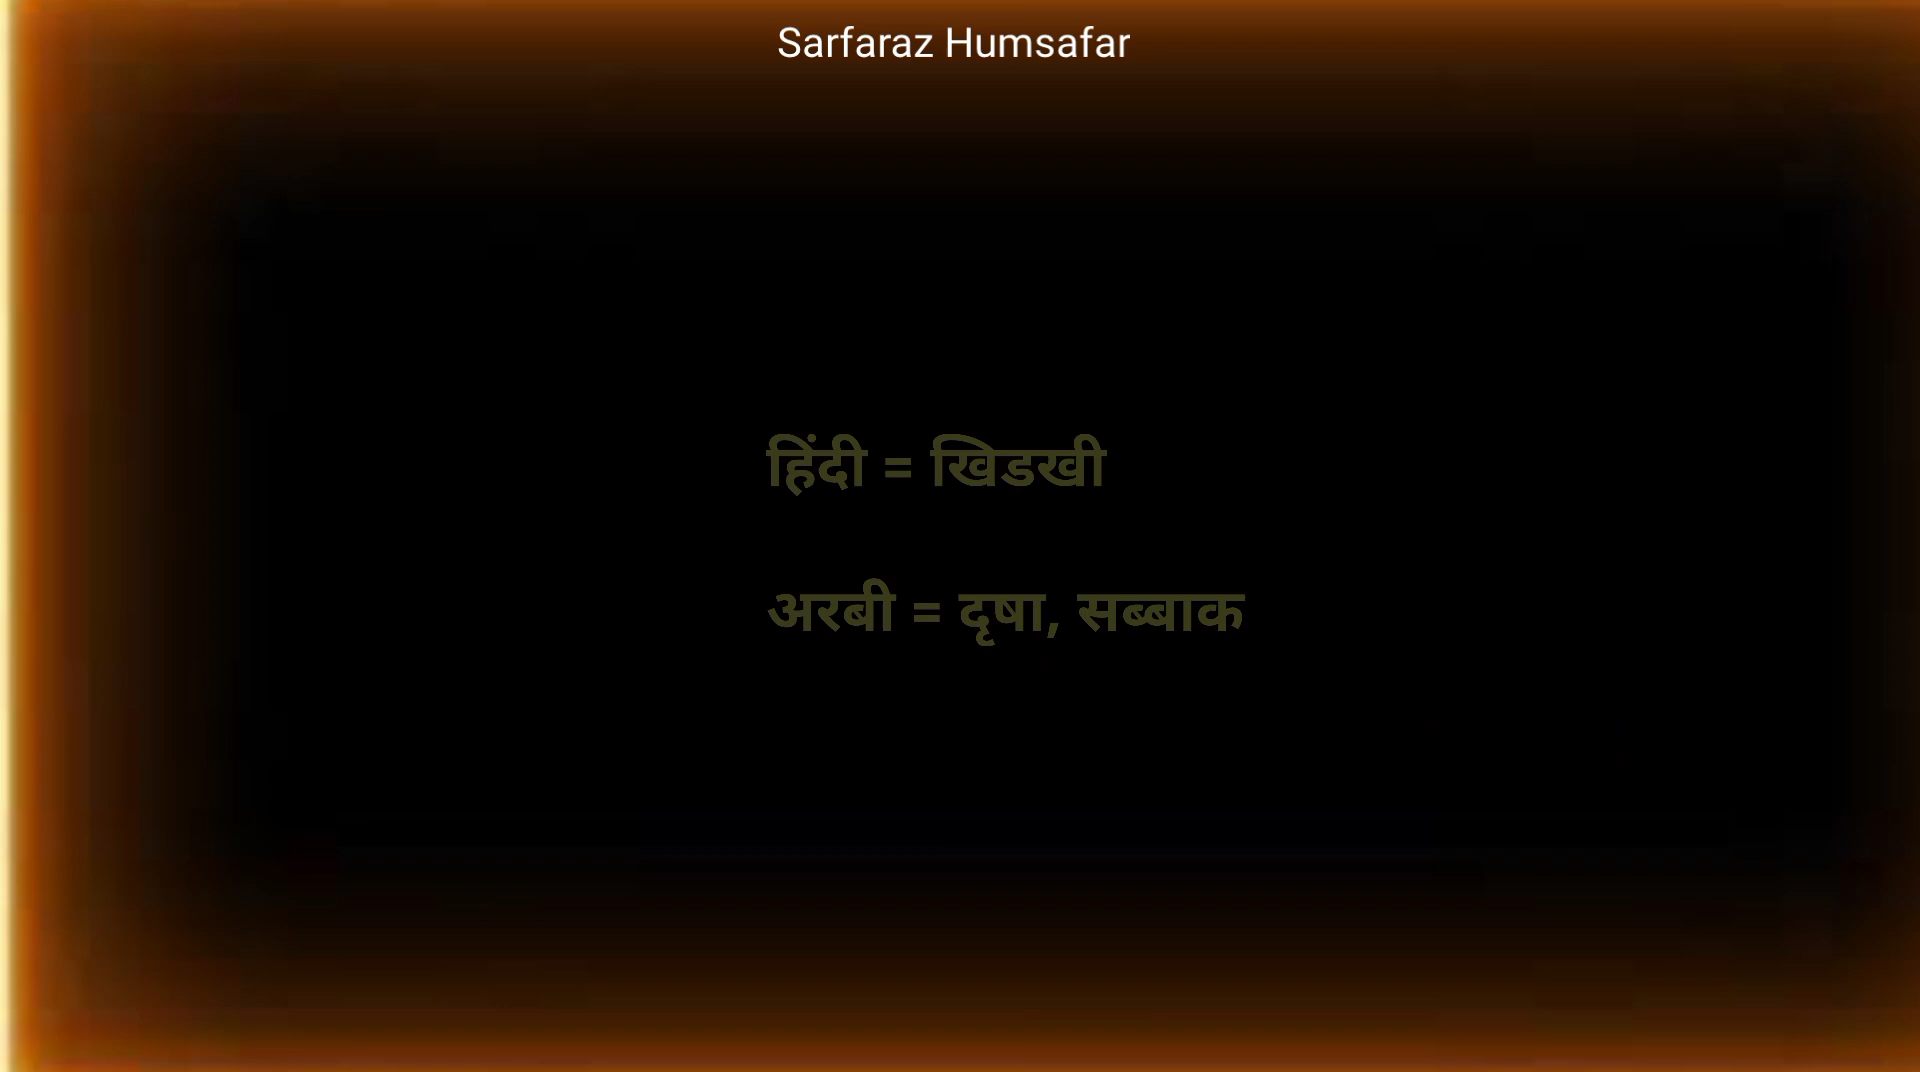 Sarfaraz Humsafar
हिंदी = खिडखी
अरबी = दृषा, सब्बाक